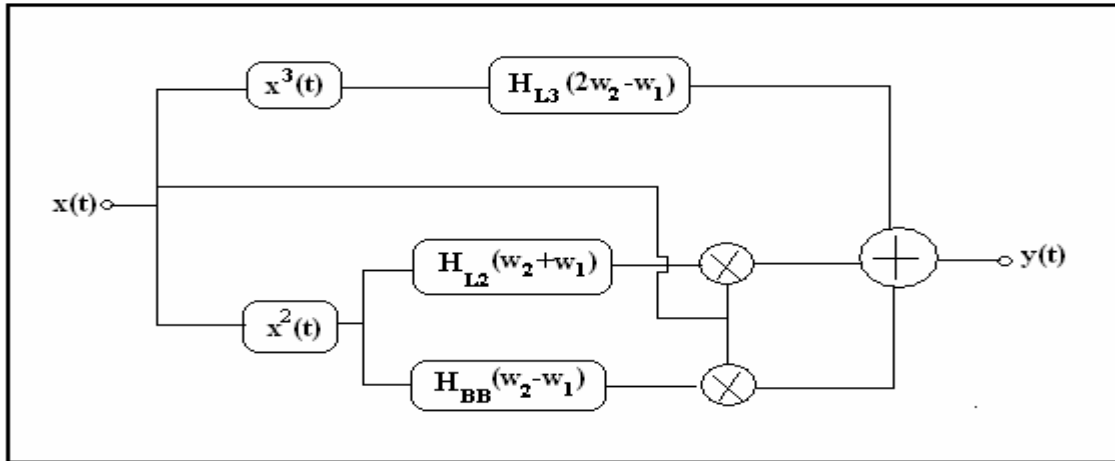 x³(t)
H_L3(2w₂-w₁)
x(t)
H_L2(w₂+w₁)
y(t)
x²(t)
H_BB(w₂-w₁)